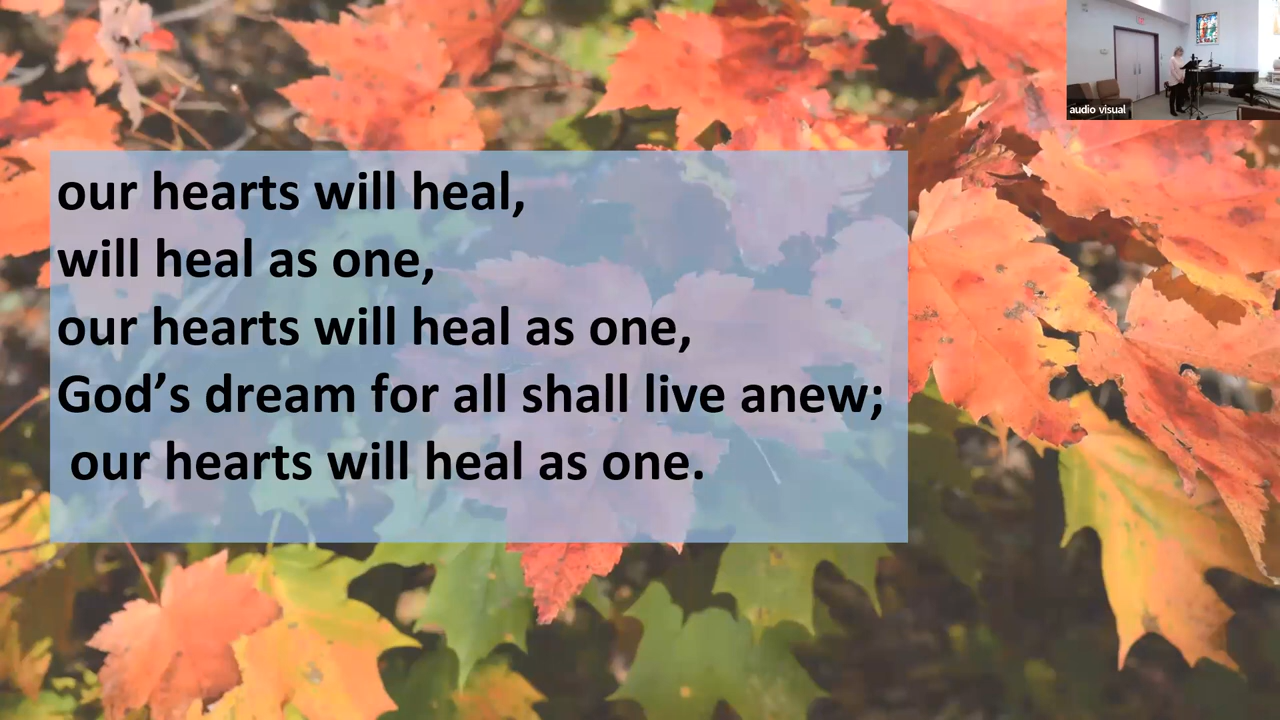 our hearts will heal,
will heal as one,
our hearts will heal as one,
God’s dream for all shall live anew;
our hearts will heal as one.
audio visual